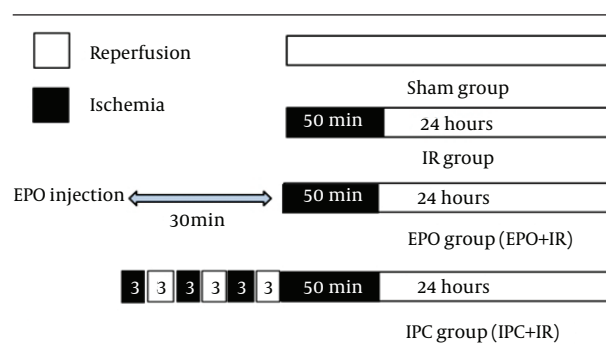 Reperfusion
Ischemia
Sham group
50 min 24 hours
IR group
EPO injection 30min 50 min 24 hours
EPO group (EPO+IR)
3 3 3 3 3 3 50 min 24 hours
IPC group (IPC+IR)